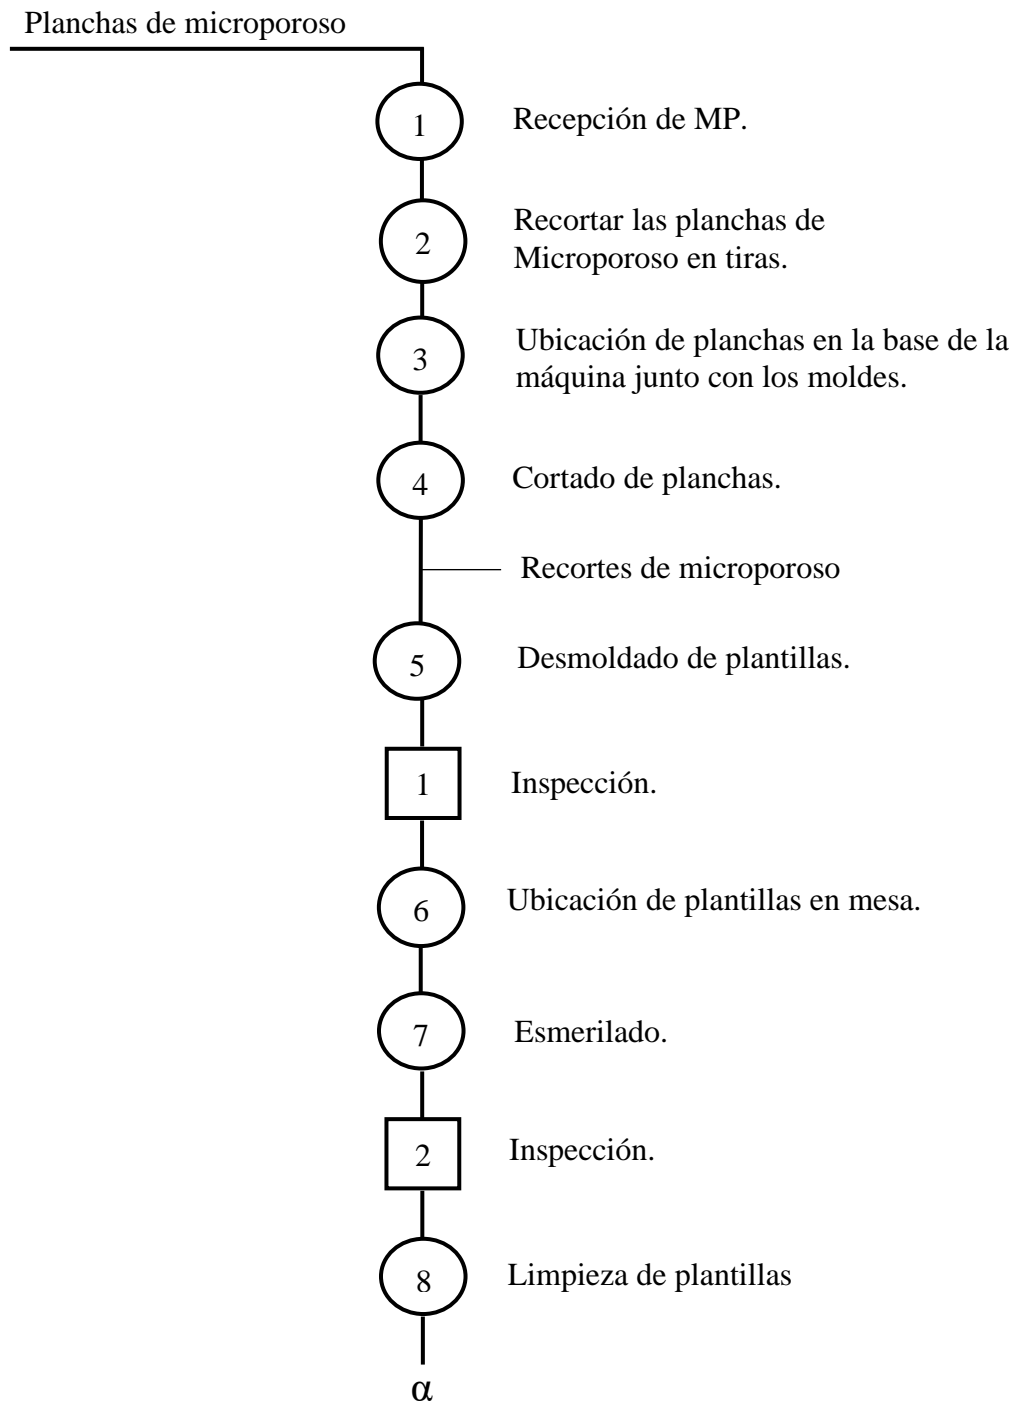 Planchas de microporoso
1
Recepción de MP.
2
Recortar las planchas de
Microporoso en tiras.
3
Ubicación de planchas en la base de la
máquina junto con los moldes.
4
Cortado de planchas.
Recortes de microporoso
5
Desmoldado de plantillas.
1
Inspección.
6
Ubicación de plantillas en mesa.
7
Esmerilado.
2
Inspección.
8
Limpieza de plantillas
α